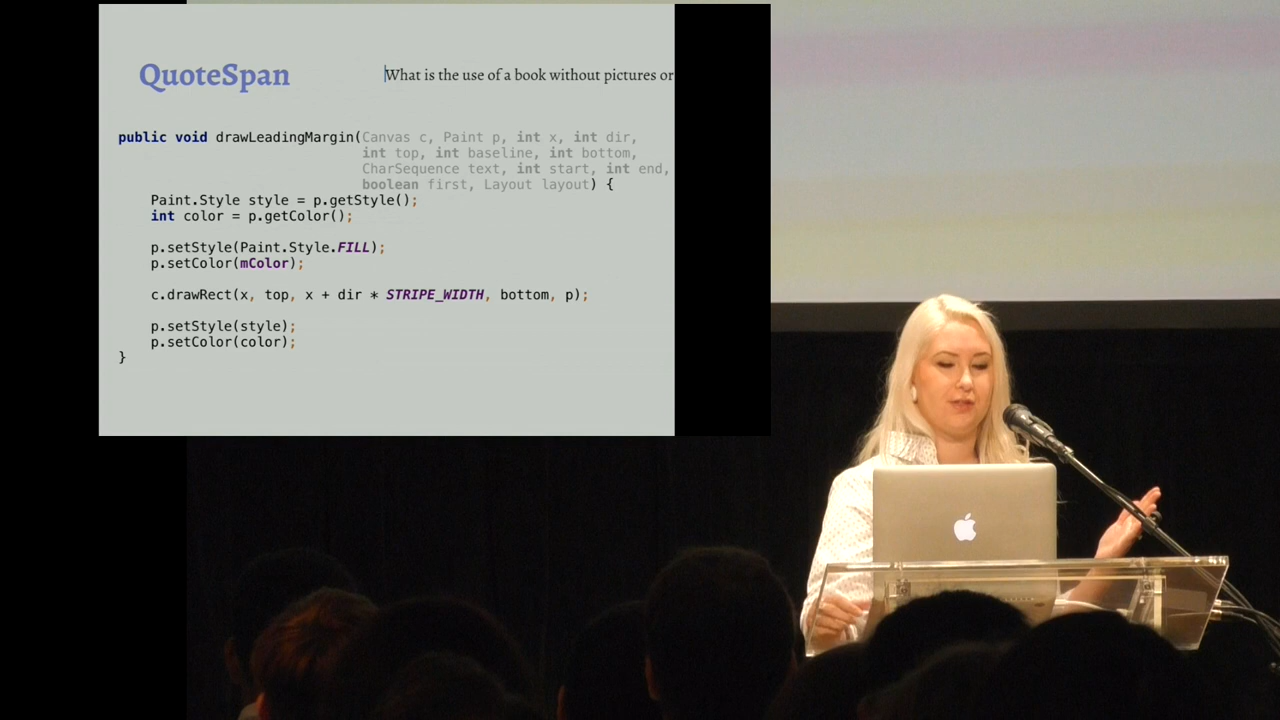 QuoteSpan
What is the use of a book without pictures or
public void drawLeadingMargin(Canvas c, Paint p, int x, int dir,
int top, int baseline, int bottom,
CharSequence text, int start, int end,
boolean first, Layout layout) {
Paint.Style style = p.getStyle();
int color = p.getColor();
p.setStyle(Paint.Style.FILL);
p.setColor(mColor);
c.drawRect(x, top, x + dir * STRIPE_WIDTH, bottom, p);
p.setStyle(style);
p.setColor(color);
}